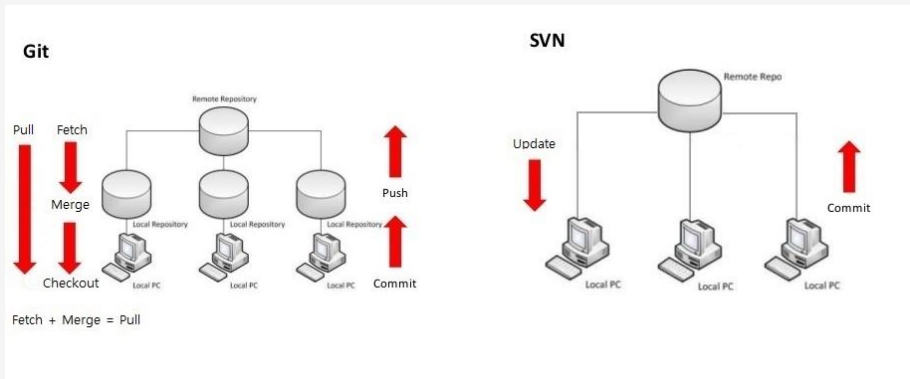 Git
Remote Repository
Pull
Fetch
Merge
Push
Local Repository
Local Repository
Local Repository
Checkout
Local PC
Local PC
Local PC
Commit
Fetch + Merge = Pull
SVN
Remote Repo
Update
Commit
Local PC
Local PC
Local PC